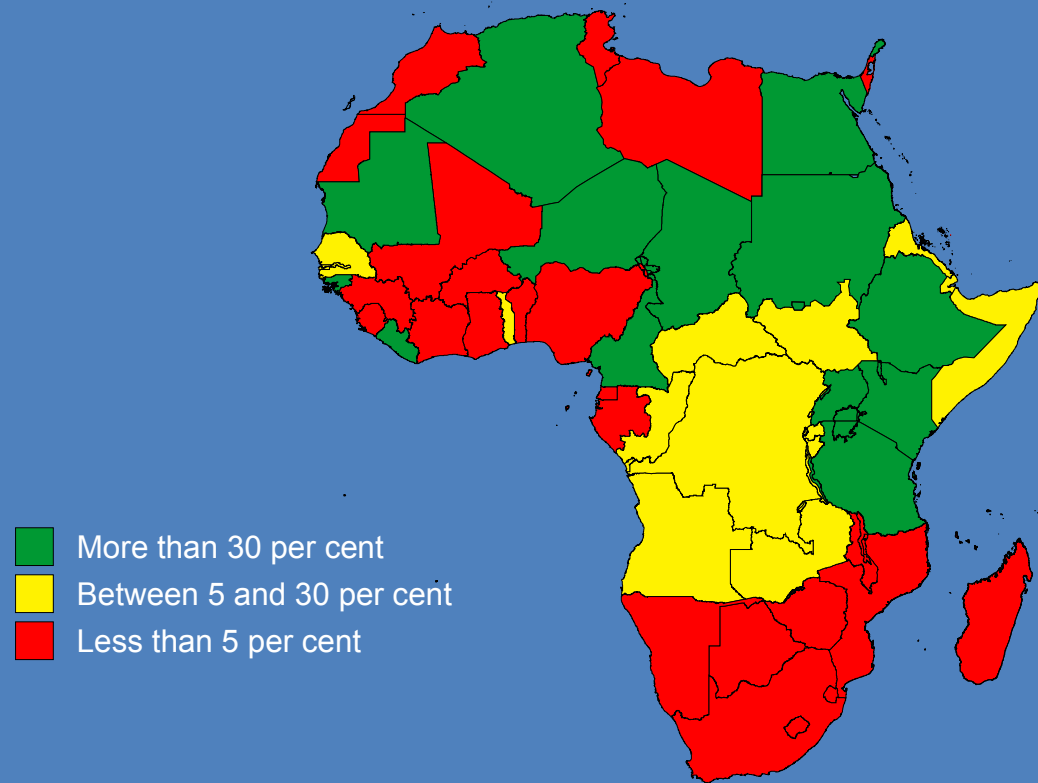 More than 30 per cent
Between 5 and 30 per cent
Less than 5 per cent